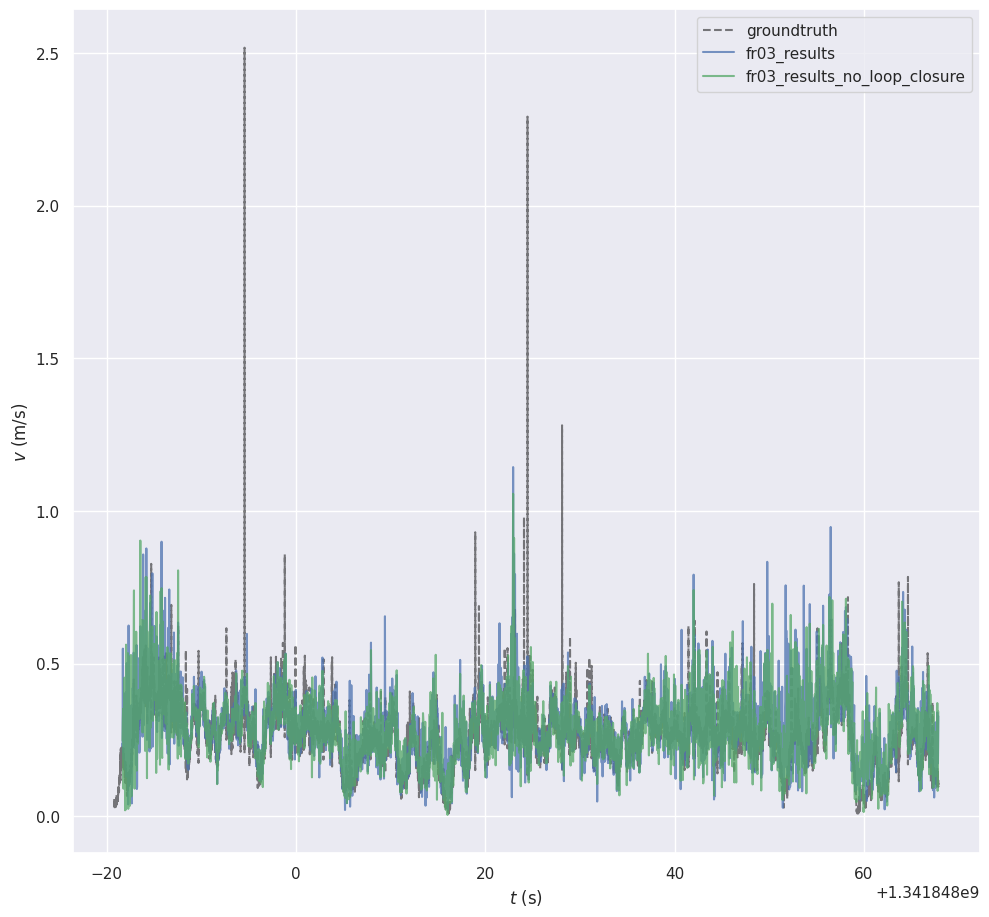 groundtruth
fr03_results
fr03_results_no_loop_closure
2.5
2.0
1.5
1.0
0.5
0.0
v (m/s)
−20
0
20
40
60
t (s)
+1.341848e9